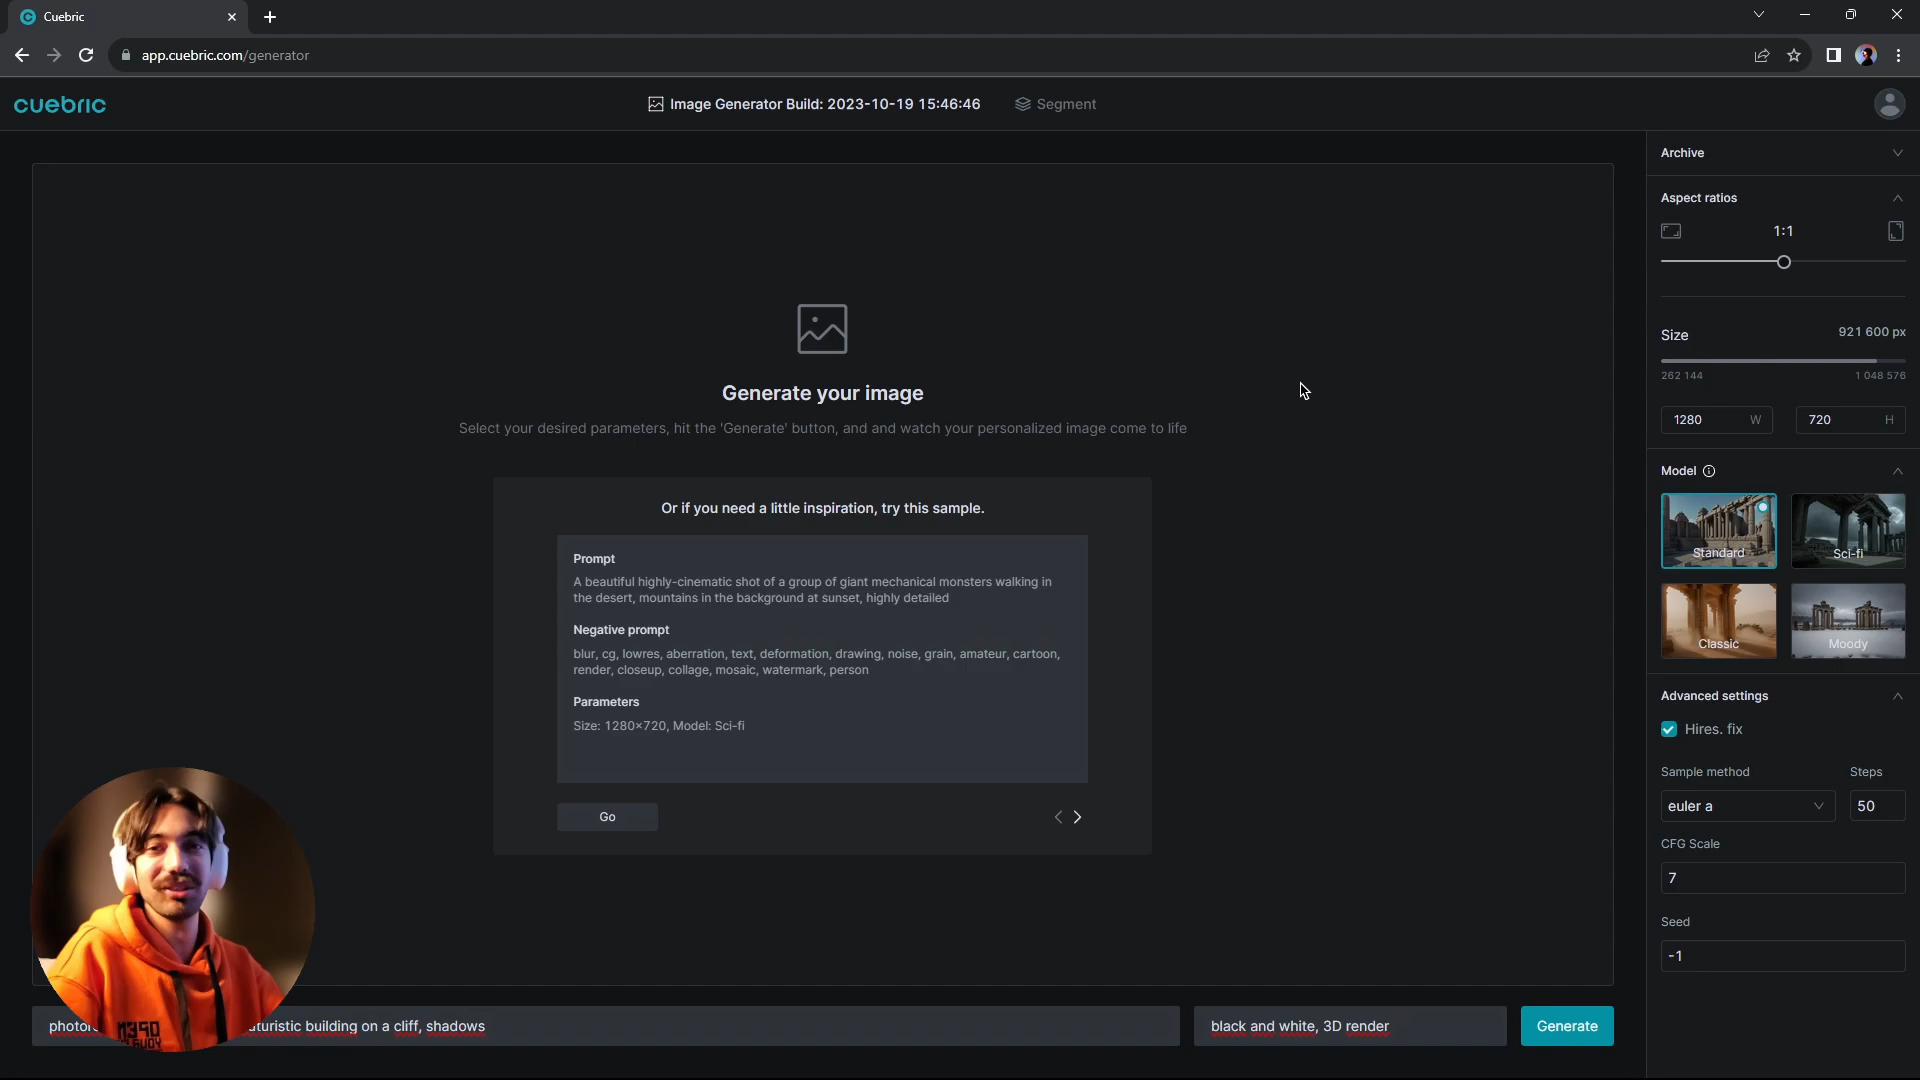 Cuebric
app.cuebric.com/generator
cuebric
Image Generator Build: 2023-10-19 15:46:46
Segment
Archive
Aspect ratios
1:1
Size
921 600 px
262 144
1 048 576
1280 W
720 H
Model
Standard
Sci-fi
Classic
Moody
Advanced settings
Hires. fix
Sample method
Steps
euler a
50
CFG Scale
7
Seed
-1
Generate your image
Select your desired parameters, hit the 'Generate' button, and and watch your personalized image come to life
Or if you need a little inspiration, try this sample.
Prompt
A beautiful highly-cinematic shot of a group of giant mechanical monsters walking in
the desert, mountains in the background at sunset, highly detailed
Negative prompt
blur, cg, lowres, aberration, text, deformation, drawing, noise, grain, amateur, cartoon,
render, closeup, collage, mosaic, watermark, person
Parameters
Size: 1280×720, Model: Sci-fi
Go
building on a cliff, shadows
black and white, 3D render
Generate